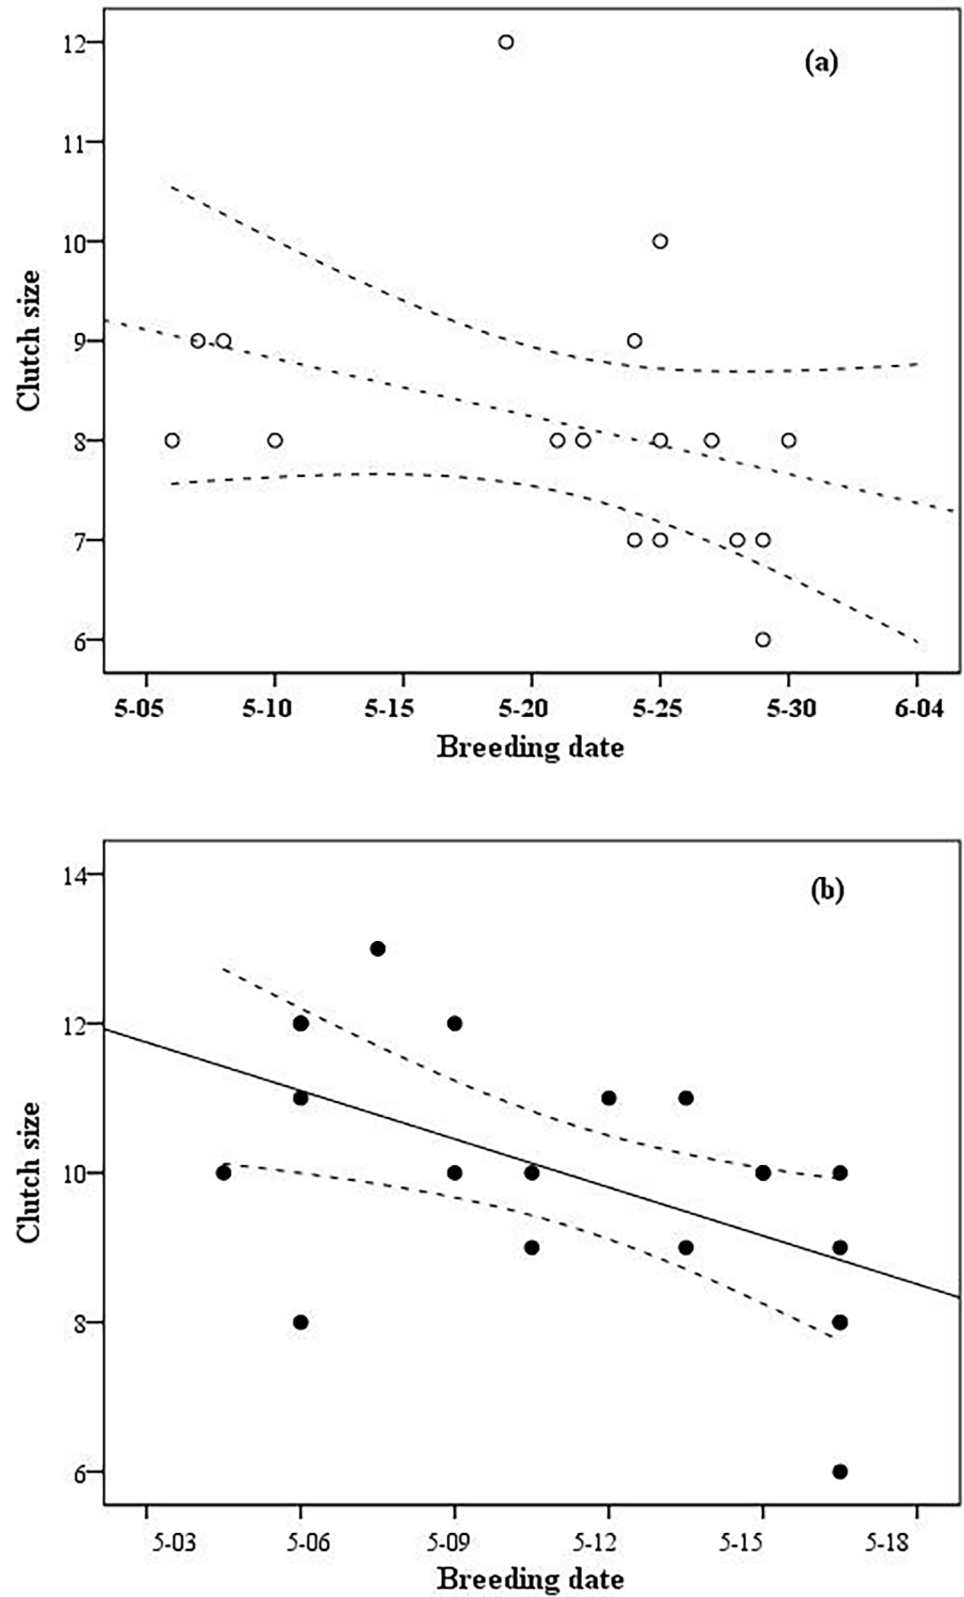 (a)
12
11
10
9
8
7
6
Clutch size
5-05 5-10 5-15 5-20 5-25 5-30 6-04
Breeding date
(b)
14
12
10
8
6
Clutch size
5-03 5-06 5-09 5-12 5-15 5-18
Breeding date